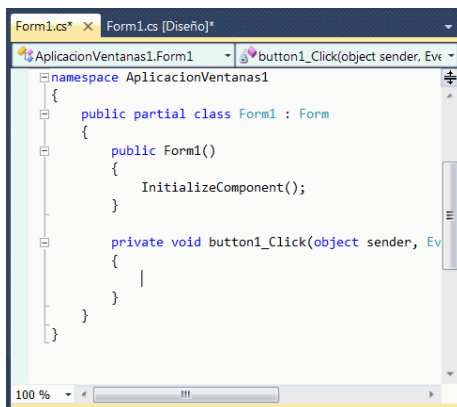 Form1.cs* Form1.cs [Diseño]*
AplicacionVentanas1.Form1 button1_Click(object sender, Eve
namespace AplicacionVentanas1
{
public partial class Form1 : Form
{
public Form1()
{
InitializeComponent();
}
private void button1_Click(object sender, Ev
{
}
}
}
100 %